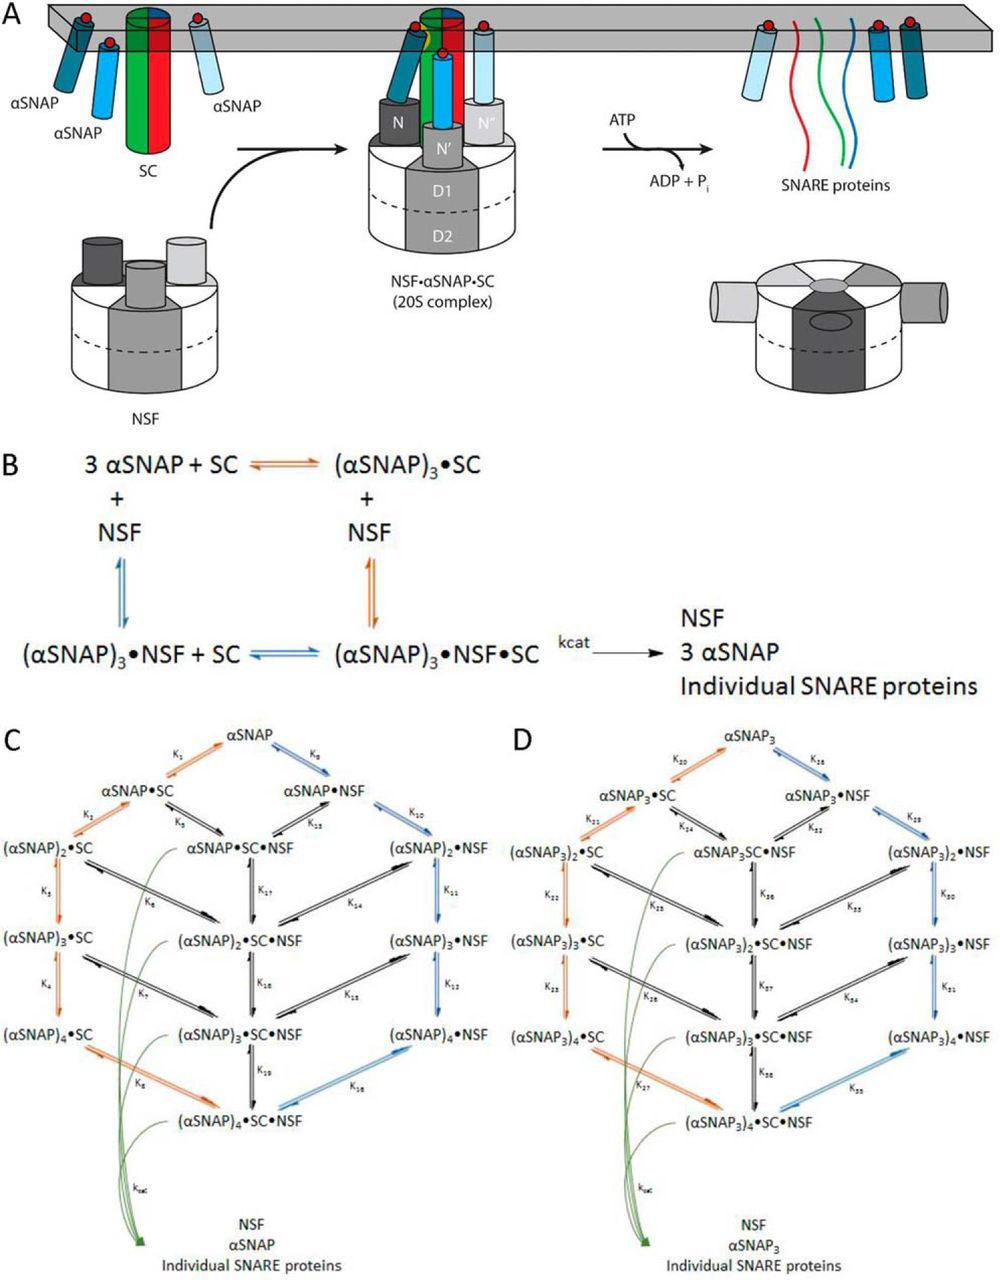 A
αSNAP
αSNAP
SC
αSNAP
NSF
N
N'
N"
D1
D2
NSF•αSNAP•SC
(20S complex)
ATP
ADP + Pi
SNARE proteins
B
3 αSNAP + SC
(αSNAP)3•SC
+
+
NSF
NSF
(αSNAP)3•NSF + SC
(αSNAP)3•NSF•SC
kcat
NSF
3 αSNAP
Individual SNARE proteins
C
αSNAP
K1
K9
αSNAP•SC
αSNAP•NSF
K2
K5
K13
K10
(αSNAP)2•SC
αSNAP•SC•NSF
(αSNAP)2•NSF
K3
K6
K17
K14
K11
(αSNAP)3•SC
(αSNAP)2•SC•NSF
(αSNAP)3•NSF
K4
K7
K15
K12
(αSNAP)4•SC
(αSNAP)3•SC•NSF
(αSNAP)4•NSF
K19
(αSNAP)4•SC•NSF
kcat
NSF
αSNAP
Individual SNARE proteins
D
αSNAP3
K20
K28
αSNAP3•SC
αSNAP3•NSF
K21
K24
K32
K29
(αSNAP3)2•SC
αSNAP3SC•NSF
(αSNAP3)2•NSF
K22
K25
K36
K33
K30
(αSNAP3)3•SC
(αSNAP3)2•SC•NSF
(αSNAP3)3•NSF
K23
K26
K37
K34
K31
(αSNAP3)4•SC
(αSNAP3)3•SC•NSF
(αSNAP3)4•NSF
K27
K38
K35
(αSNAP3)4•SC•NSF
kcat
NSF
αSNAP3
Individual SNARE proteins